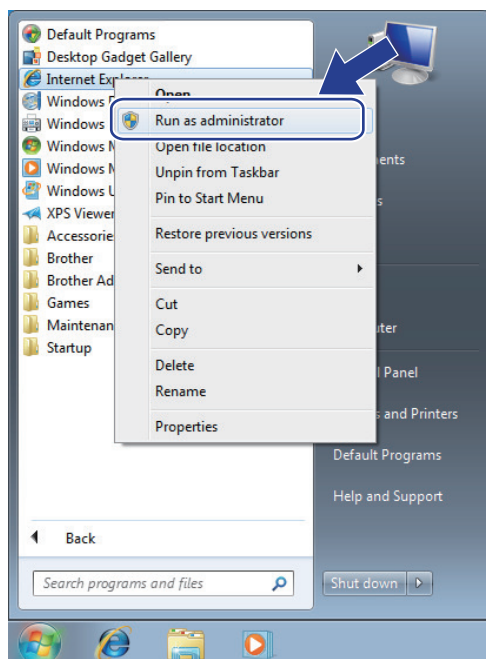 Default Programs
Desktop Gadget Gallery
Internet Explorer
Windows
Windows
Windows
Windows
Windows
XPS Viewer
Accessorie
Brother
Brother Ad
Games
Maintenan
Startup
Back
Search programs and files
Open
Run as administrator
Open file location
Unpin from Taskbar
Pin to Start Menu
Restore previous versions
Send to
Cut
Copy
Delete
Rename
Properties
ents
s
uter
l Panel
s and Printers
Default Programs
Help and Support
Shut down